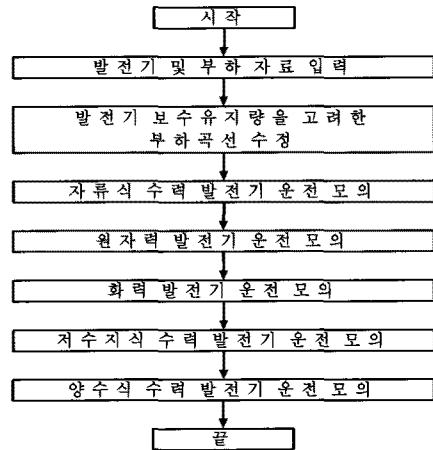 시작
발전기 및 부하 자료 입력
발전기 보수유지량을 고려한
부하곡선 수정
자류식 수력 발전기 운전 모의
원자력 발전기 운전 모의
화력 발전기 운전 모의
저수지식 수력 발전기 운전 모의
양수식 수력 발전기 운전 모의
끝